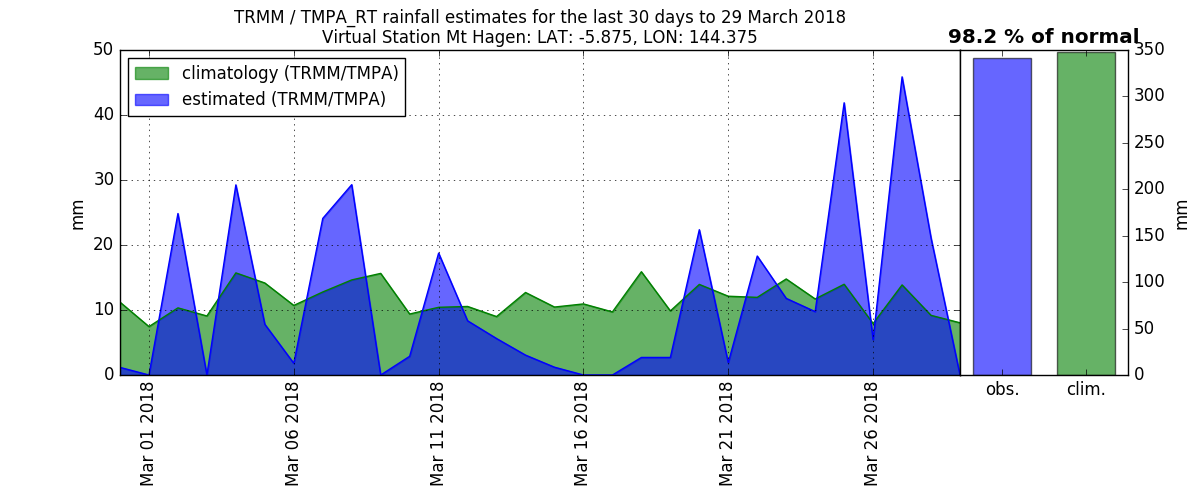 TRMM / TMPA_RT rainfall estimates for the last 30 days to 29 March 2018
Virtual Station Mt Hagen: LAT: -5.875, LON: 144.375
98.2 % of normal
climatology (TRMM/TMPA)
estimated (TRMM/TMPA)
50
40
30
20
10
0
mm
Mar 01 2018
Mar 06 2018
Mar 11 2018
Mar 16 2018
Mar 21 2018
Mar 26 2018
obs.
clim.
350
300
250
200
150
100
50
0
mm